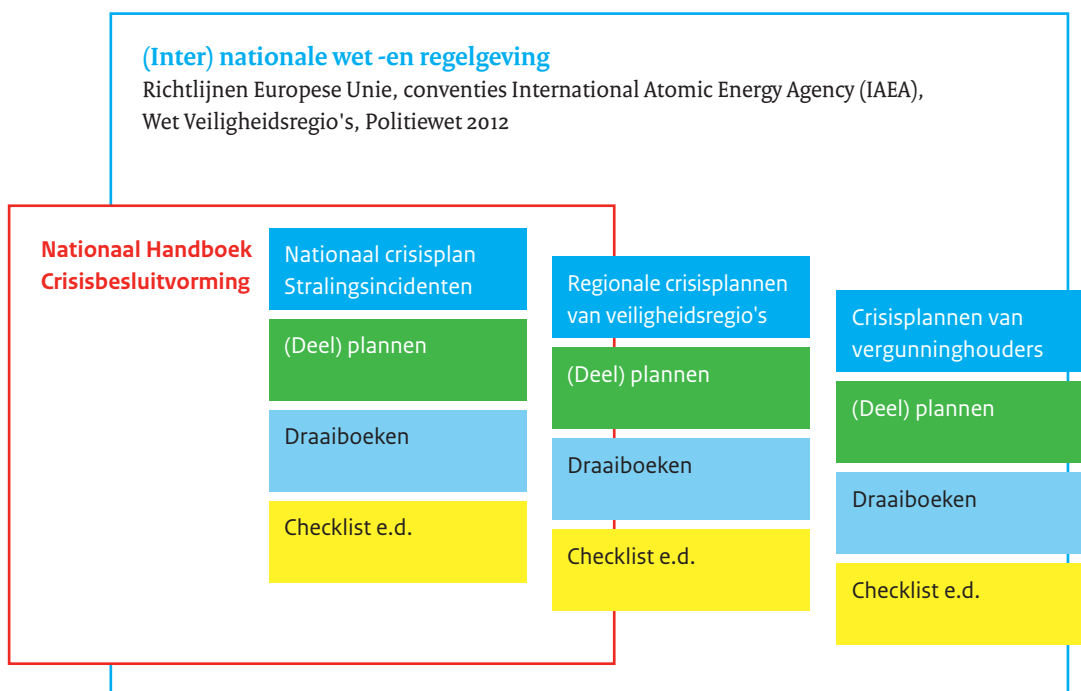 (Inter) nationale wet -en regelgeving
Richtlijnen Europese Unie, conventies International Atomic Energy Agency (IAEA),
Wet Veiligheidsregio's, Politiewet 2012
Nationaal Handboek
Crisisbesluitvorming
Nationaal crisisplan
Stralingsincidenten
(Deel) plannen
Draaiboeken
Checklist e.d.
Regionale crisisplannen
van veiligheidsregio's
(Deel) plannen
Draaiboeken
Checklist e.d.
Crisisplannen van
vergunninghouders
(Deel) plannen
Draaiboeken
Checklist e.d.